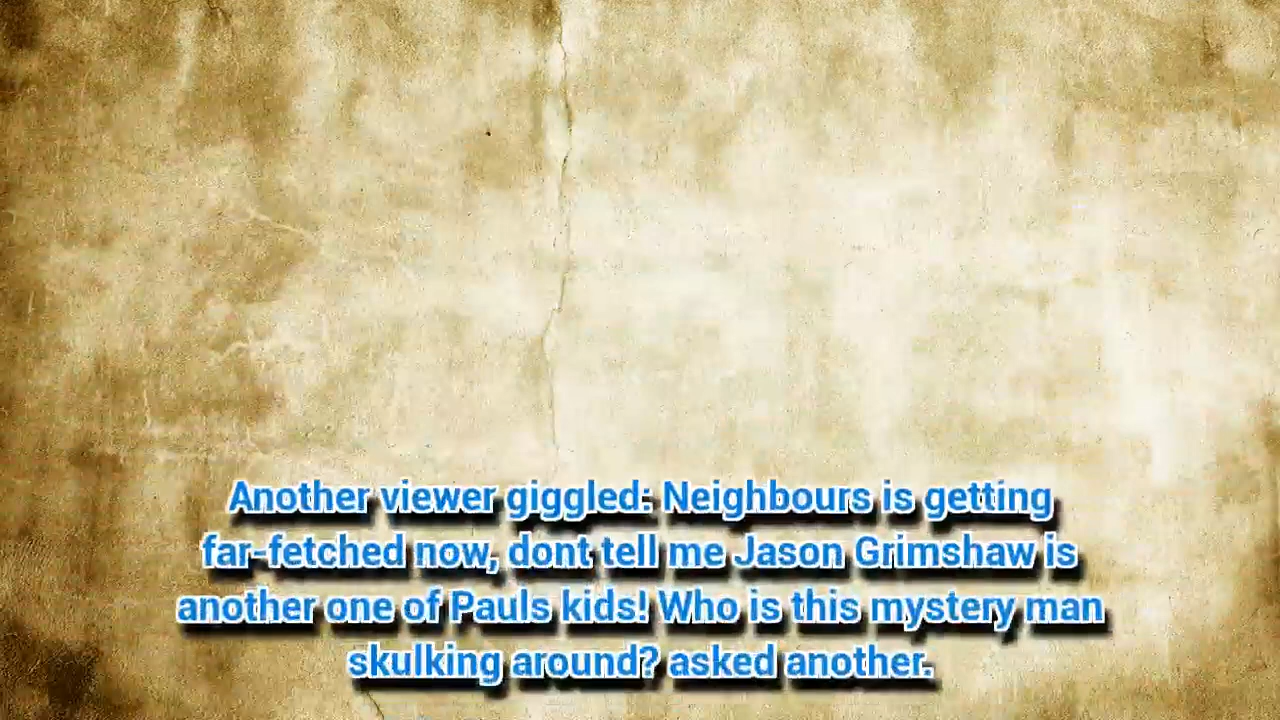 Another viewer giggled: Neighbours is getting
far-fetched now, dont tell me Jason Grimshaw is
another one of Pauls kids! Who is this mystery man
skulking around? asked another.